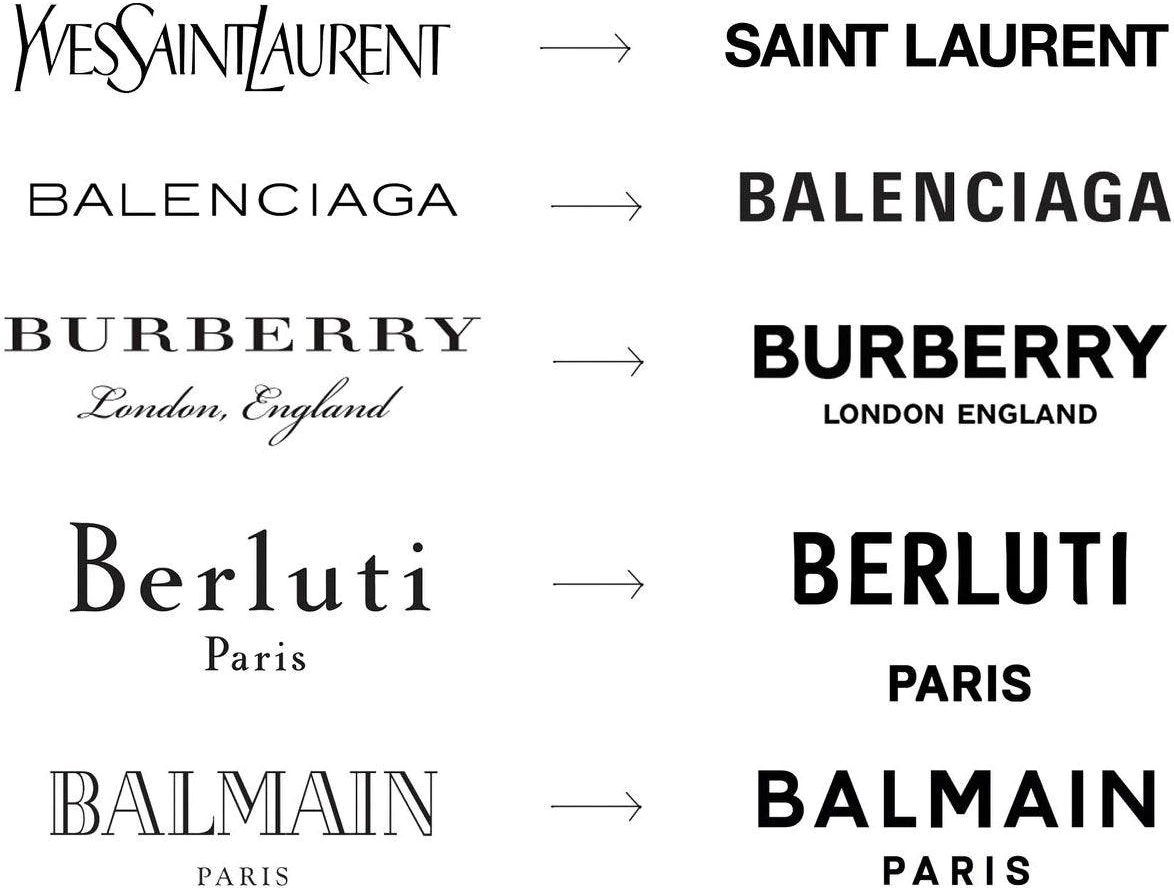 YVESSAINTLAURENT → SAINT LAURENT
BALENCIAGA → BALENCIAGA
BURBERRY → BURBERRY
London, England LONDON ENGLAND
Berluti → BERLUTI
Paris PARIS
BALMAIN → BALMAIN
PARIS PARIS